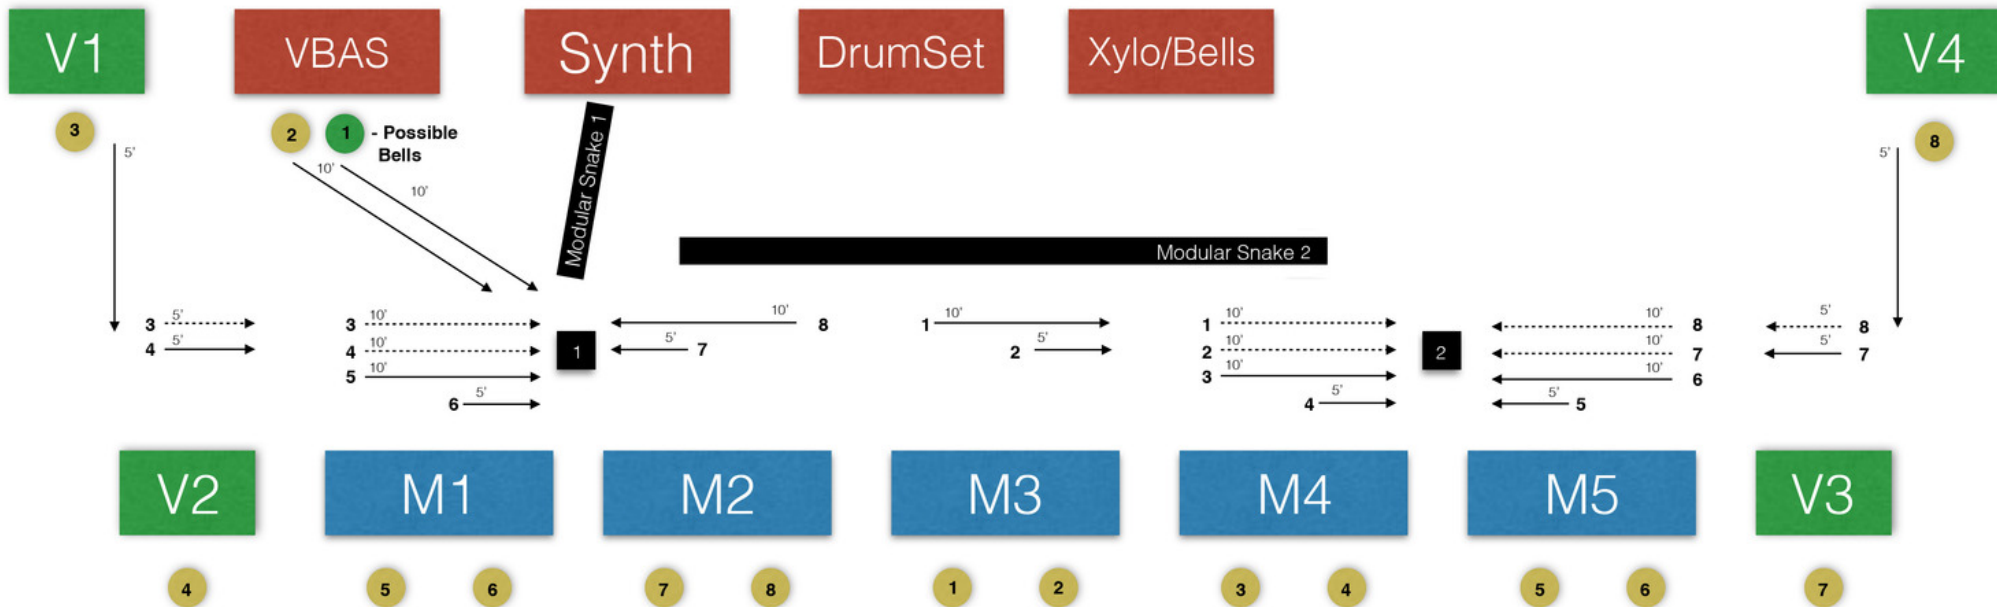 V1
VBAS
Synth
DrumSet
Xylo/Bells
V4
3
2
1
- Possible
Bells
8
5'
10'
10'
5'
Modular Snake 1
Modular Snake 2
3 5'
4 5'
3 10'
4 10'
5 10'
6 5'
1
10' 8
5' 7
1 10'
2 5'
1 10'
2 10'
3 10'
4 5'
2
10' 8
10' 7
10' 6
5' 5
5' 8
5' 7
V2
M1
M2
M3
M4
M5
V3
4
5
6
7
8
1
2
3
4
5
6
7